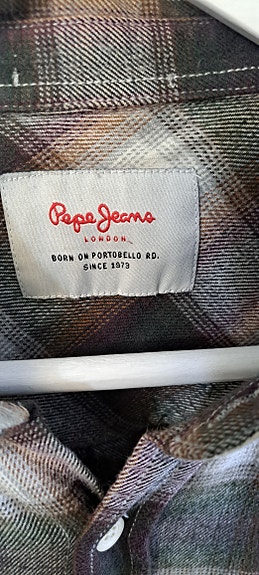 Pepe Jeans
LONDON
BORN ON PORTOBELLO RD.
SINCE 1973